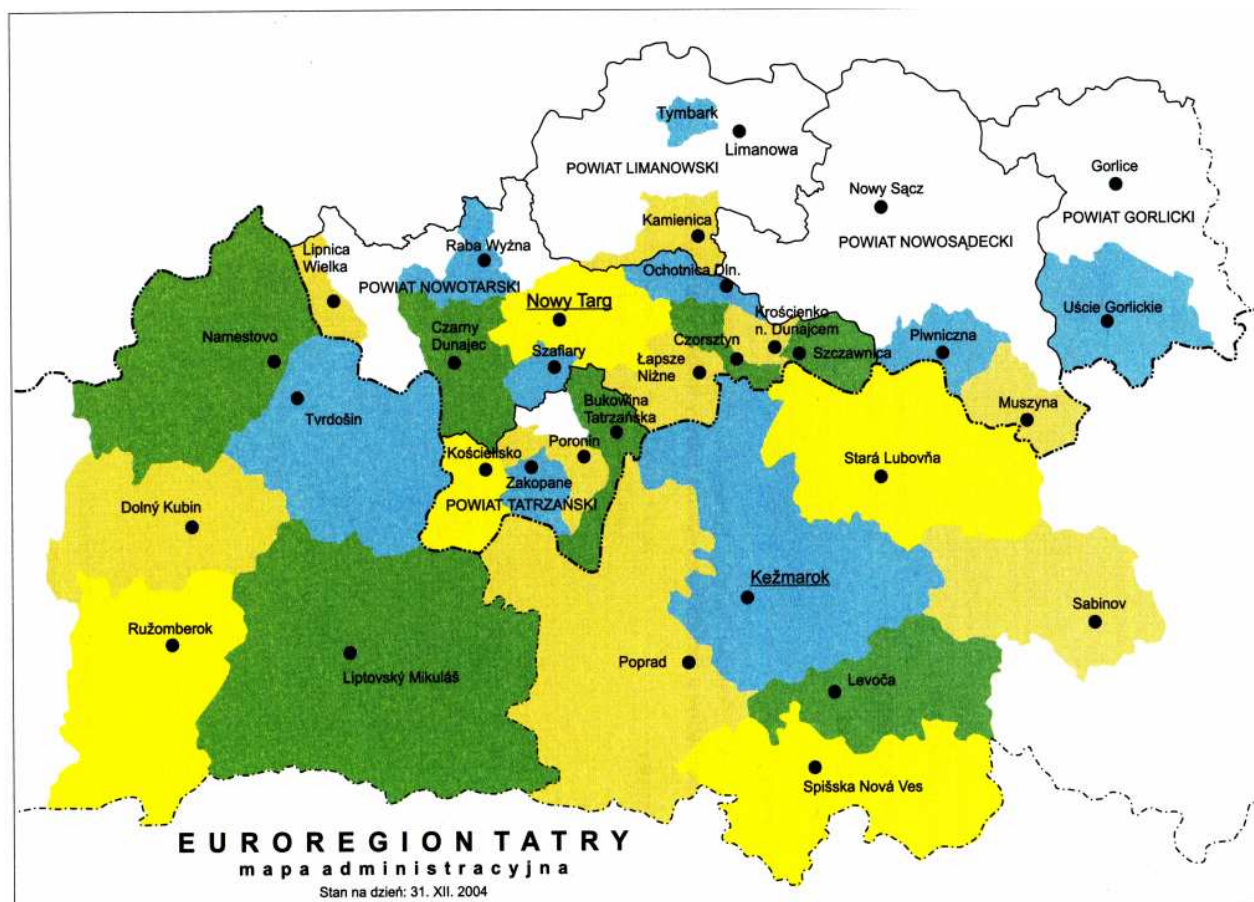 Tymbark
Limanowa
POWIAT LIMANOWSKI
Gorlice
Nowy Sącz
POWIAT GORLICKI
Kamienica
POWIAT NOWOSĄDECKI
Lipnica
Wielka
Raba Wyżna
Ochotnica Dln.
POWIAT NOWOTARSKI
Nowy Targ
Krościenko
n. Dunajcem
Uście Gorlickie
Namestovo
Czarny
Dunajec
Czorsztyn
Szczawnica
Piwniczna
Szaflary
Łapsze
Niżne
Tvrdošin
Bukowina
Tatrzańska
Muszyna
Kościelisko
Poronin
Zakopane
Stará Lubovňa
POWIAT TATRZAŃSKI
Dolný Kubin
Kežmarok
Sabinov
Ružomberok
Liptovský Mikuláš
Poprad
Levoča
Spišska Nová Ves
EUROREGION TATRY
mapa administracyjna
Stan na dzień: 31. XII. 2004